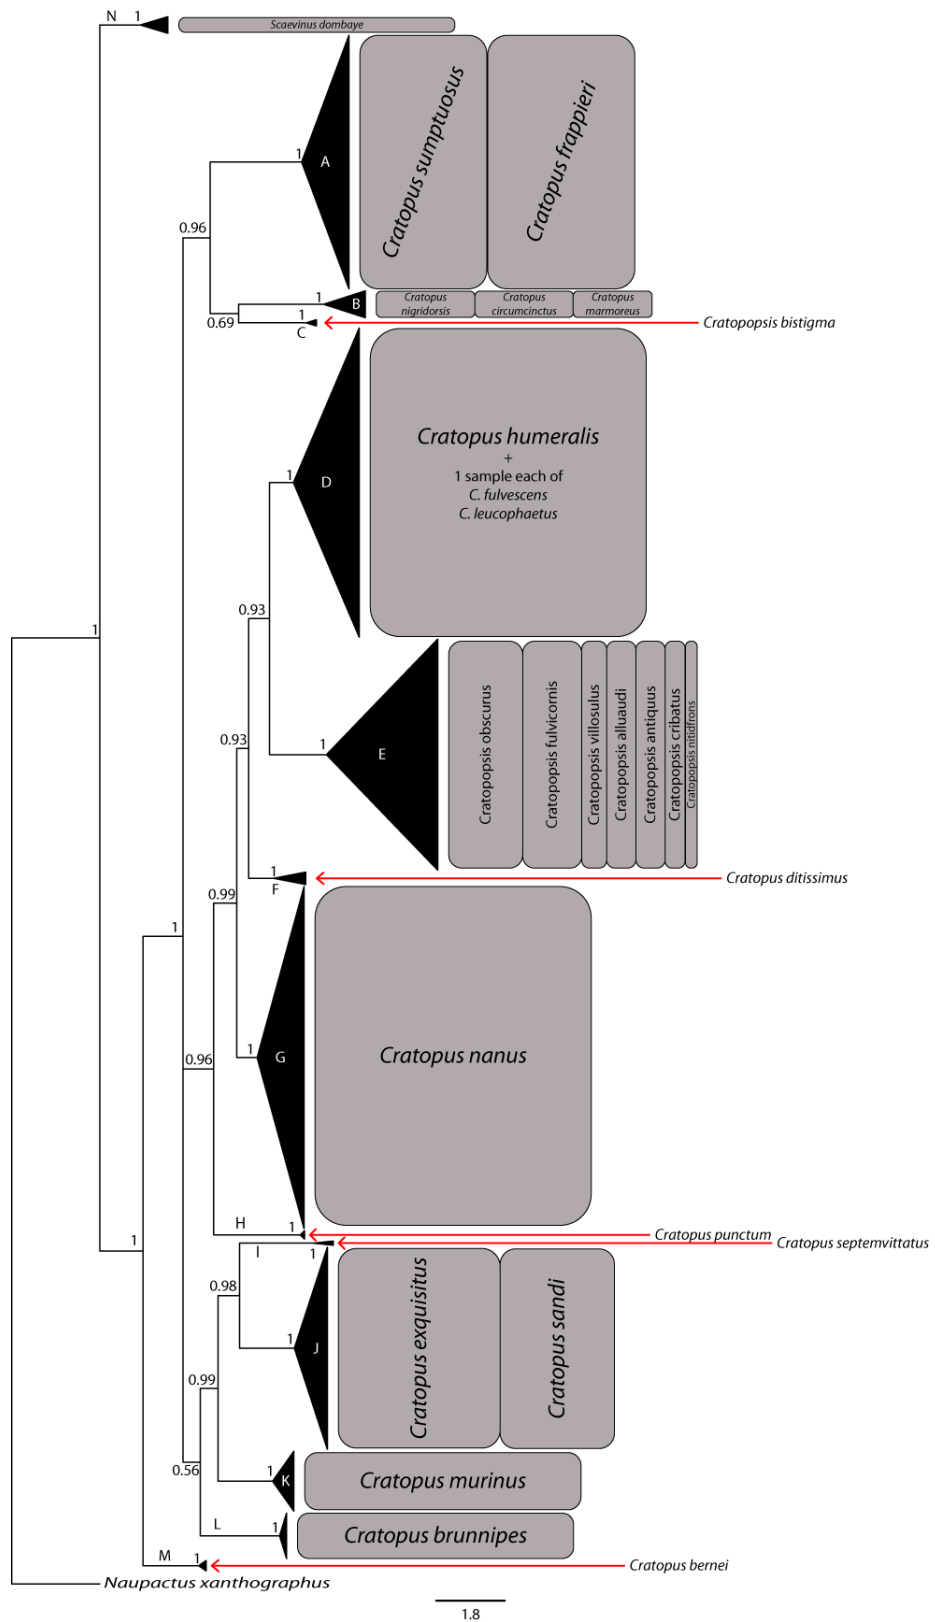 N 1 Scaevinus dombaye
1 A Cratopus sumptuosus Cratopus frappieri
0.96
1 B Cratopus nigridorsis Cratopus circumcinctus Cratopus marmoreus
0.69 1 C Cratopopsis bistigma
1 D Cratopus humeralis
+
1 sample each of
C. fulvescens
C. leucophaetus
0.93
1
0.93
1 E Cratopopsis obscurus Cratopopsis fulvicornis Cratopopsis villosulus Cratopopsis alluaudi Cratopopsis antiquus Cratopopsis cribatus Cratopopsis nitidfrons
1 F Cratopus ditissimus
0.99
1
1 G Cratopus nanus
0.96
H 1 Cratopus punctum
I 1 Cratopus septemvittatus
1
0.98
1 J Cratopus exquisitus Cratopus sandi
0.99
0.56
1 K Cratopus murinus
L 1 Cratopus brunnipes
M 1 Cratopus bernei
Naupactus xanthographus
1.8